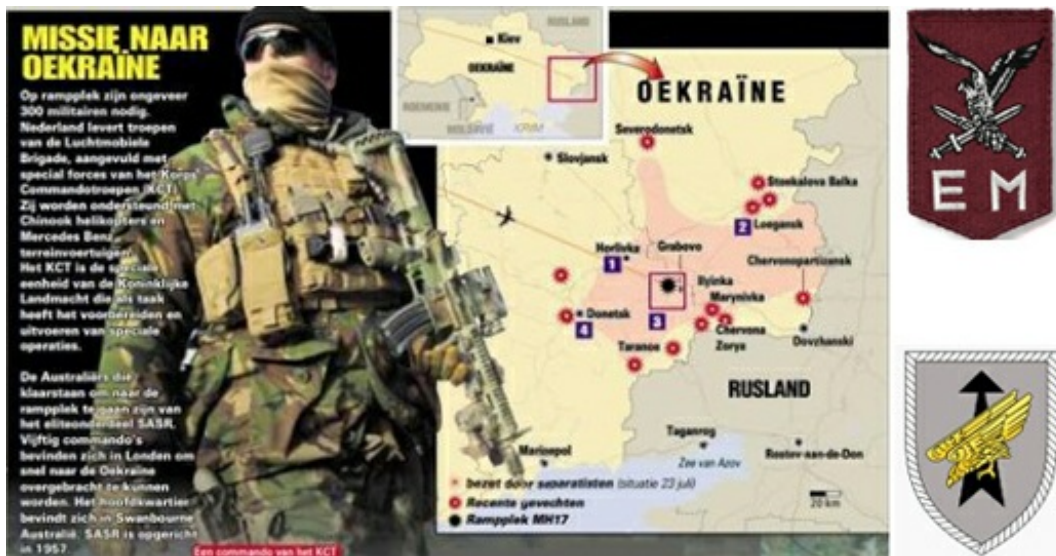 MISSIE NAAR
OEKRAÏNE
Op rampplek zijn ongeveer
300 militairen nodig.
Nederland levert troepen
van de Luchtmobiele
Brigade, aangevuld met
special forces van het Korps
Commandotroepen (KCT)
Zij worden ondersteund met
Chinook helikopters en
Mercedes Benz
terreinvoertuigen
Het KCT is de speciale
eenheid van de Koninklijke
Landmacht die als taak
heeft het voorbereiden en
uitvoeren van speciale
operaties.
De Australiërs die
klaarstaan om naar de
rampplek te gaan zijn van
het eliteonderdeel SASR.
Vijftig commando's
bevinden zich in Londen om
snel naar de Oekraïne
overgebracht te kunnen
worden. Het hoofdkwartier
bevindt zich in Swanbourne
Australië. SASR is opgericht
in 1957.
Een commando van het KCT
RUSLAND
Kiev
OEKRAÏNE
ROEMENIE
MOLDAVIË
KRIM
OEKRAÏNE
Severodonetsk
Slovjansk
Stonkalova Balka
2
Loegansk
Horlivka
Grabovo
1
Chervonopartizansk
Ilyinka
Marynivka
Donetsk
4
3
Chervona
Zorya
Dovzhanski
Taranoe
RUSLAND
Marioepol
Taganrog
Zee van Azov
Rostov-aan-de-Don
bezet door separatisten (situatie 23 juli)
Recente gevechten
Rampplek MH17
20 km
E M